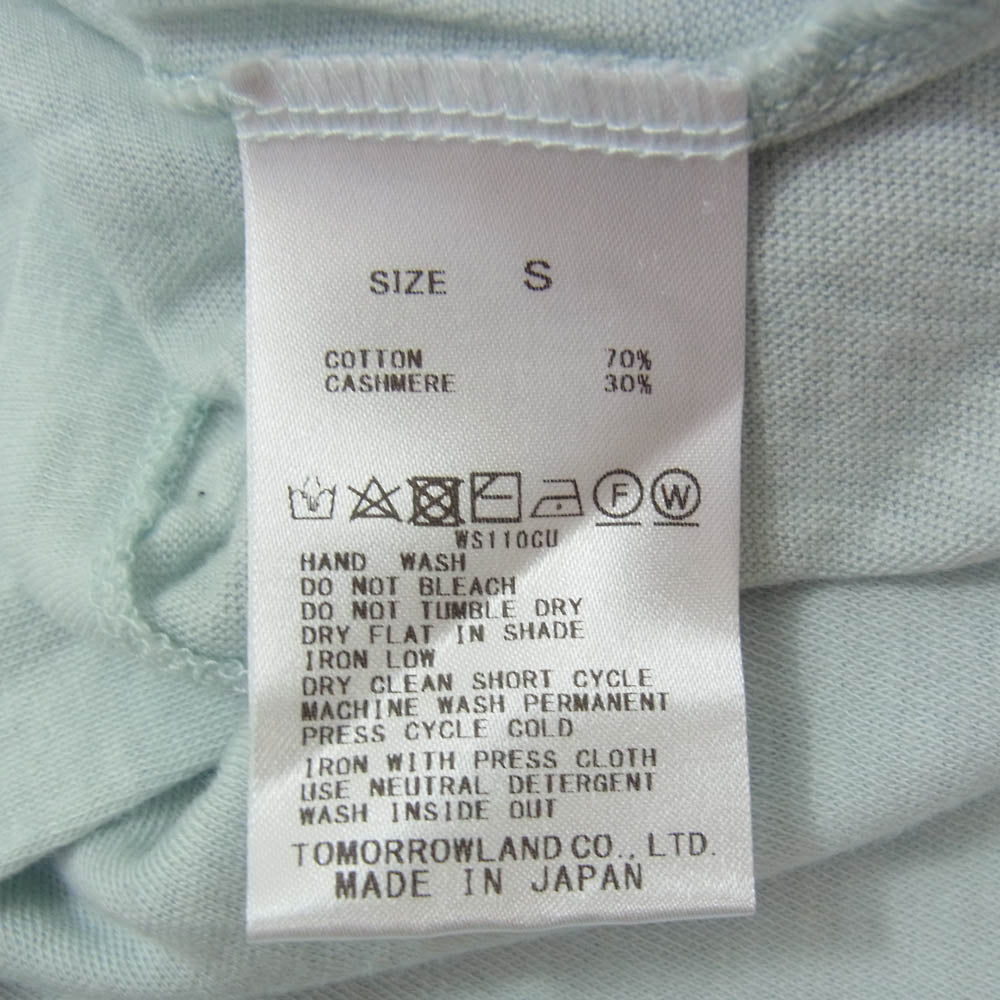 SIZE S
COTTON 70%
CASHMERE 30%
F W
WS110CU
HAND WASH
DO NOT BLEACH
DO NOT TUMBLE DRY
DRY FLAT IN SHADE
IRON LOW
DRY CLEAN SHORT CYCLE
MACHINE WASH PERMANENT
PRESS CYCLE COLD
IRON WITH PRESS CLOTH
USE NEUTRAL DETERGENT
WASH INSIDE OUT
TOMORROWLAND CO., LTD.
MADE IN JAPAN